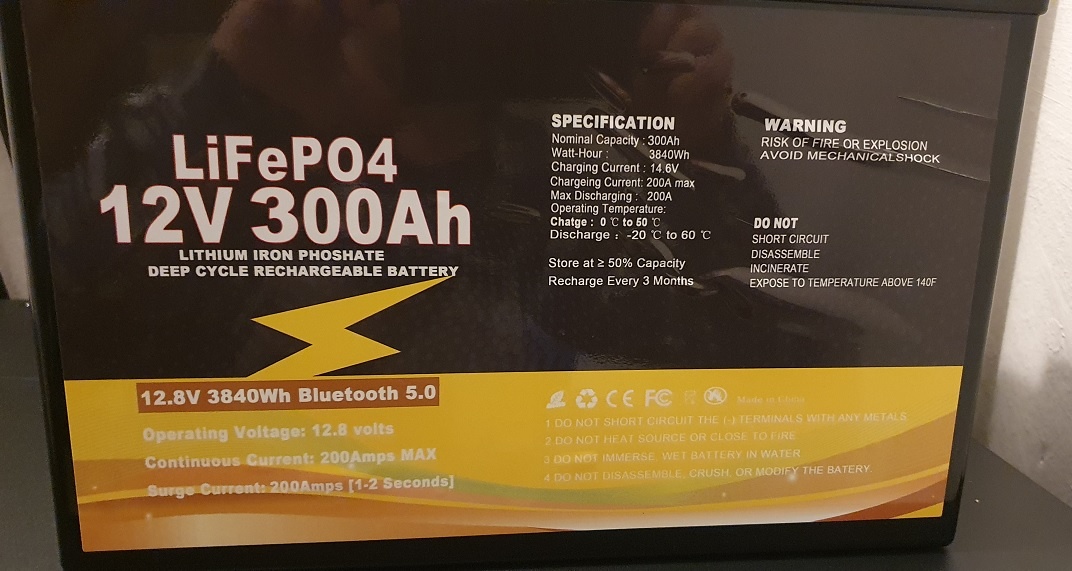 LiFePO4
12V 300Ah
LITHIUM IRON PHOSHATE
DEEP CYCLE RECHARGEABLE BATTERY
12.8V 3840Wh Bluetooth 5.0
Operating Voltage: 12.8 volts
Continuous Current: 200Amps MAX
Surge Current: 200Amps [1-2 Seconds]
SPECIFICATION
Nominal Capacity : 300Ah
Watt-Hour : 3840Wh
Charging Current : 14.6V
Chargeing Current: 200A max
Max Discharging : 200A
Operating Temperature:
Chatge : 0 ℃ to 50 ℃
Discharge : -20 ℃ to 60 ℃
Store at ≥ 50% Capacity
Recharge Every 3 Months
WARNING
RISK OF FIRE OR EXPLOSION
AVOID MECHANICALSHOCK
DO NOT
SHORT CIRCUIT
DISASSEMBLE
INCINERATE
EXPOSE TO TEMPERATURE ABOVE 140F
CE FC Made in China
1 DO NOT SHORT CIRCUIT THE (-) TERMINALS WITH ANY METALS
2.DO NOT HEAT SOURCE OR CLOSE TO FIRE
3 DO NOT IMMERSE, WET BATTERY IN WATER
4 DO NOT DISASSEMBLE, CRUSH, OR MODIFY THE BATERY.